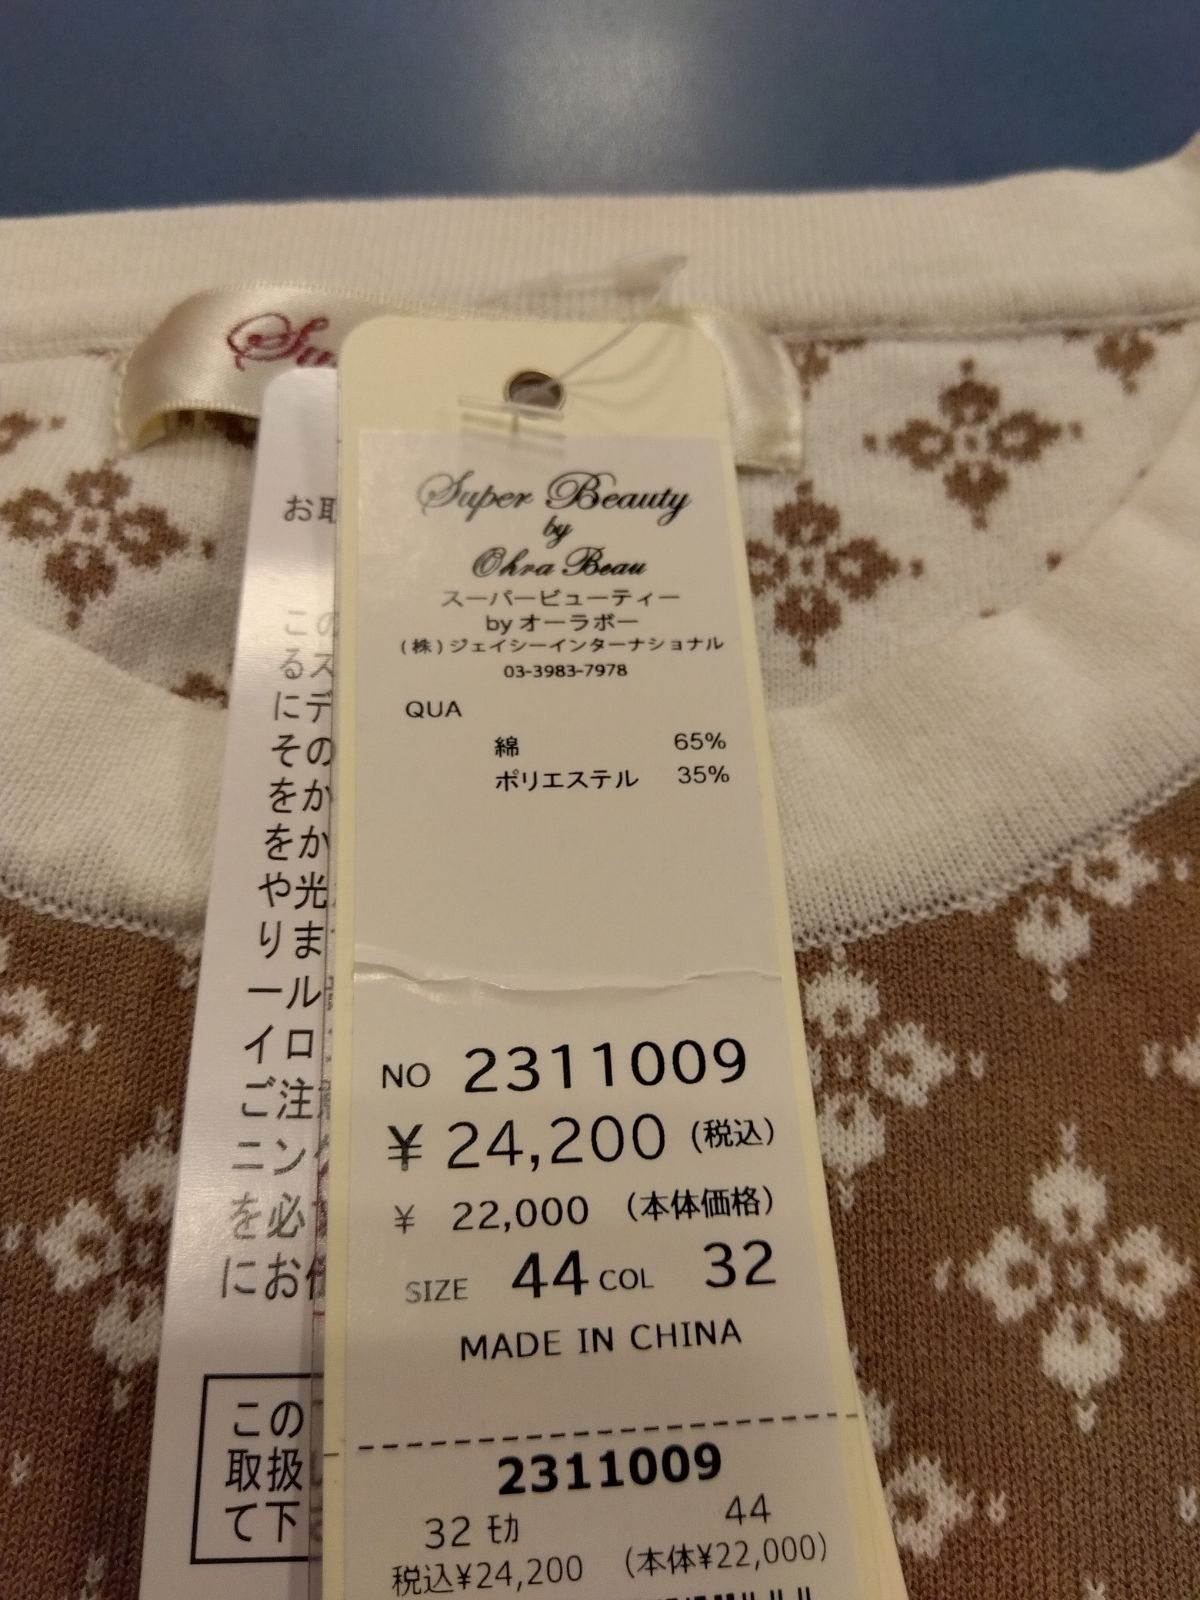 Super Beauty
by
Ohra Beau
スーパービューティー
by オーラボー
(株)ジェイシーインターナショナル
03-3983-7978
QUA
綿 65%
ポリエステル 35%
NO 2311009
¥ 24,200 (税込)
¥ 22,000 (本体価格)
SIZE 44 COL 32
MADE IN CHINA
2311009
32 ﾓｶ 44
税込¥24,200 (本体¥22,000)
お取
この
るス
にデ
その
をか
をか
や光
りま
ール
イロ
ご注
ニン
を必
にお
この
取扱
て下